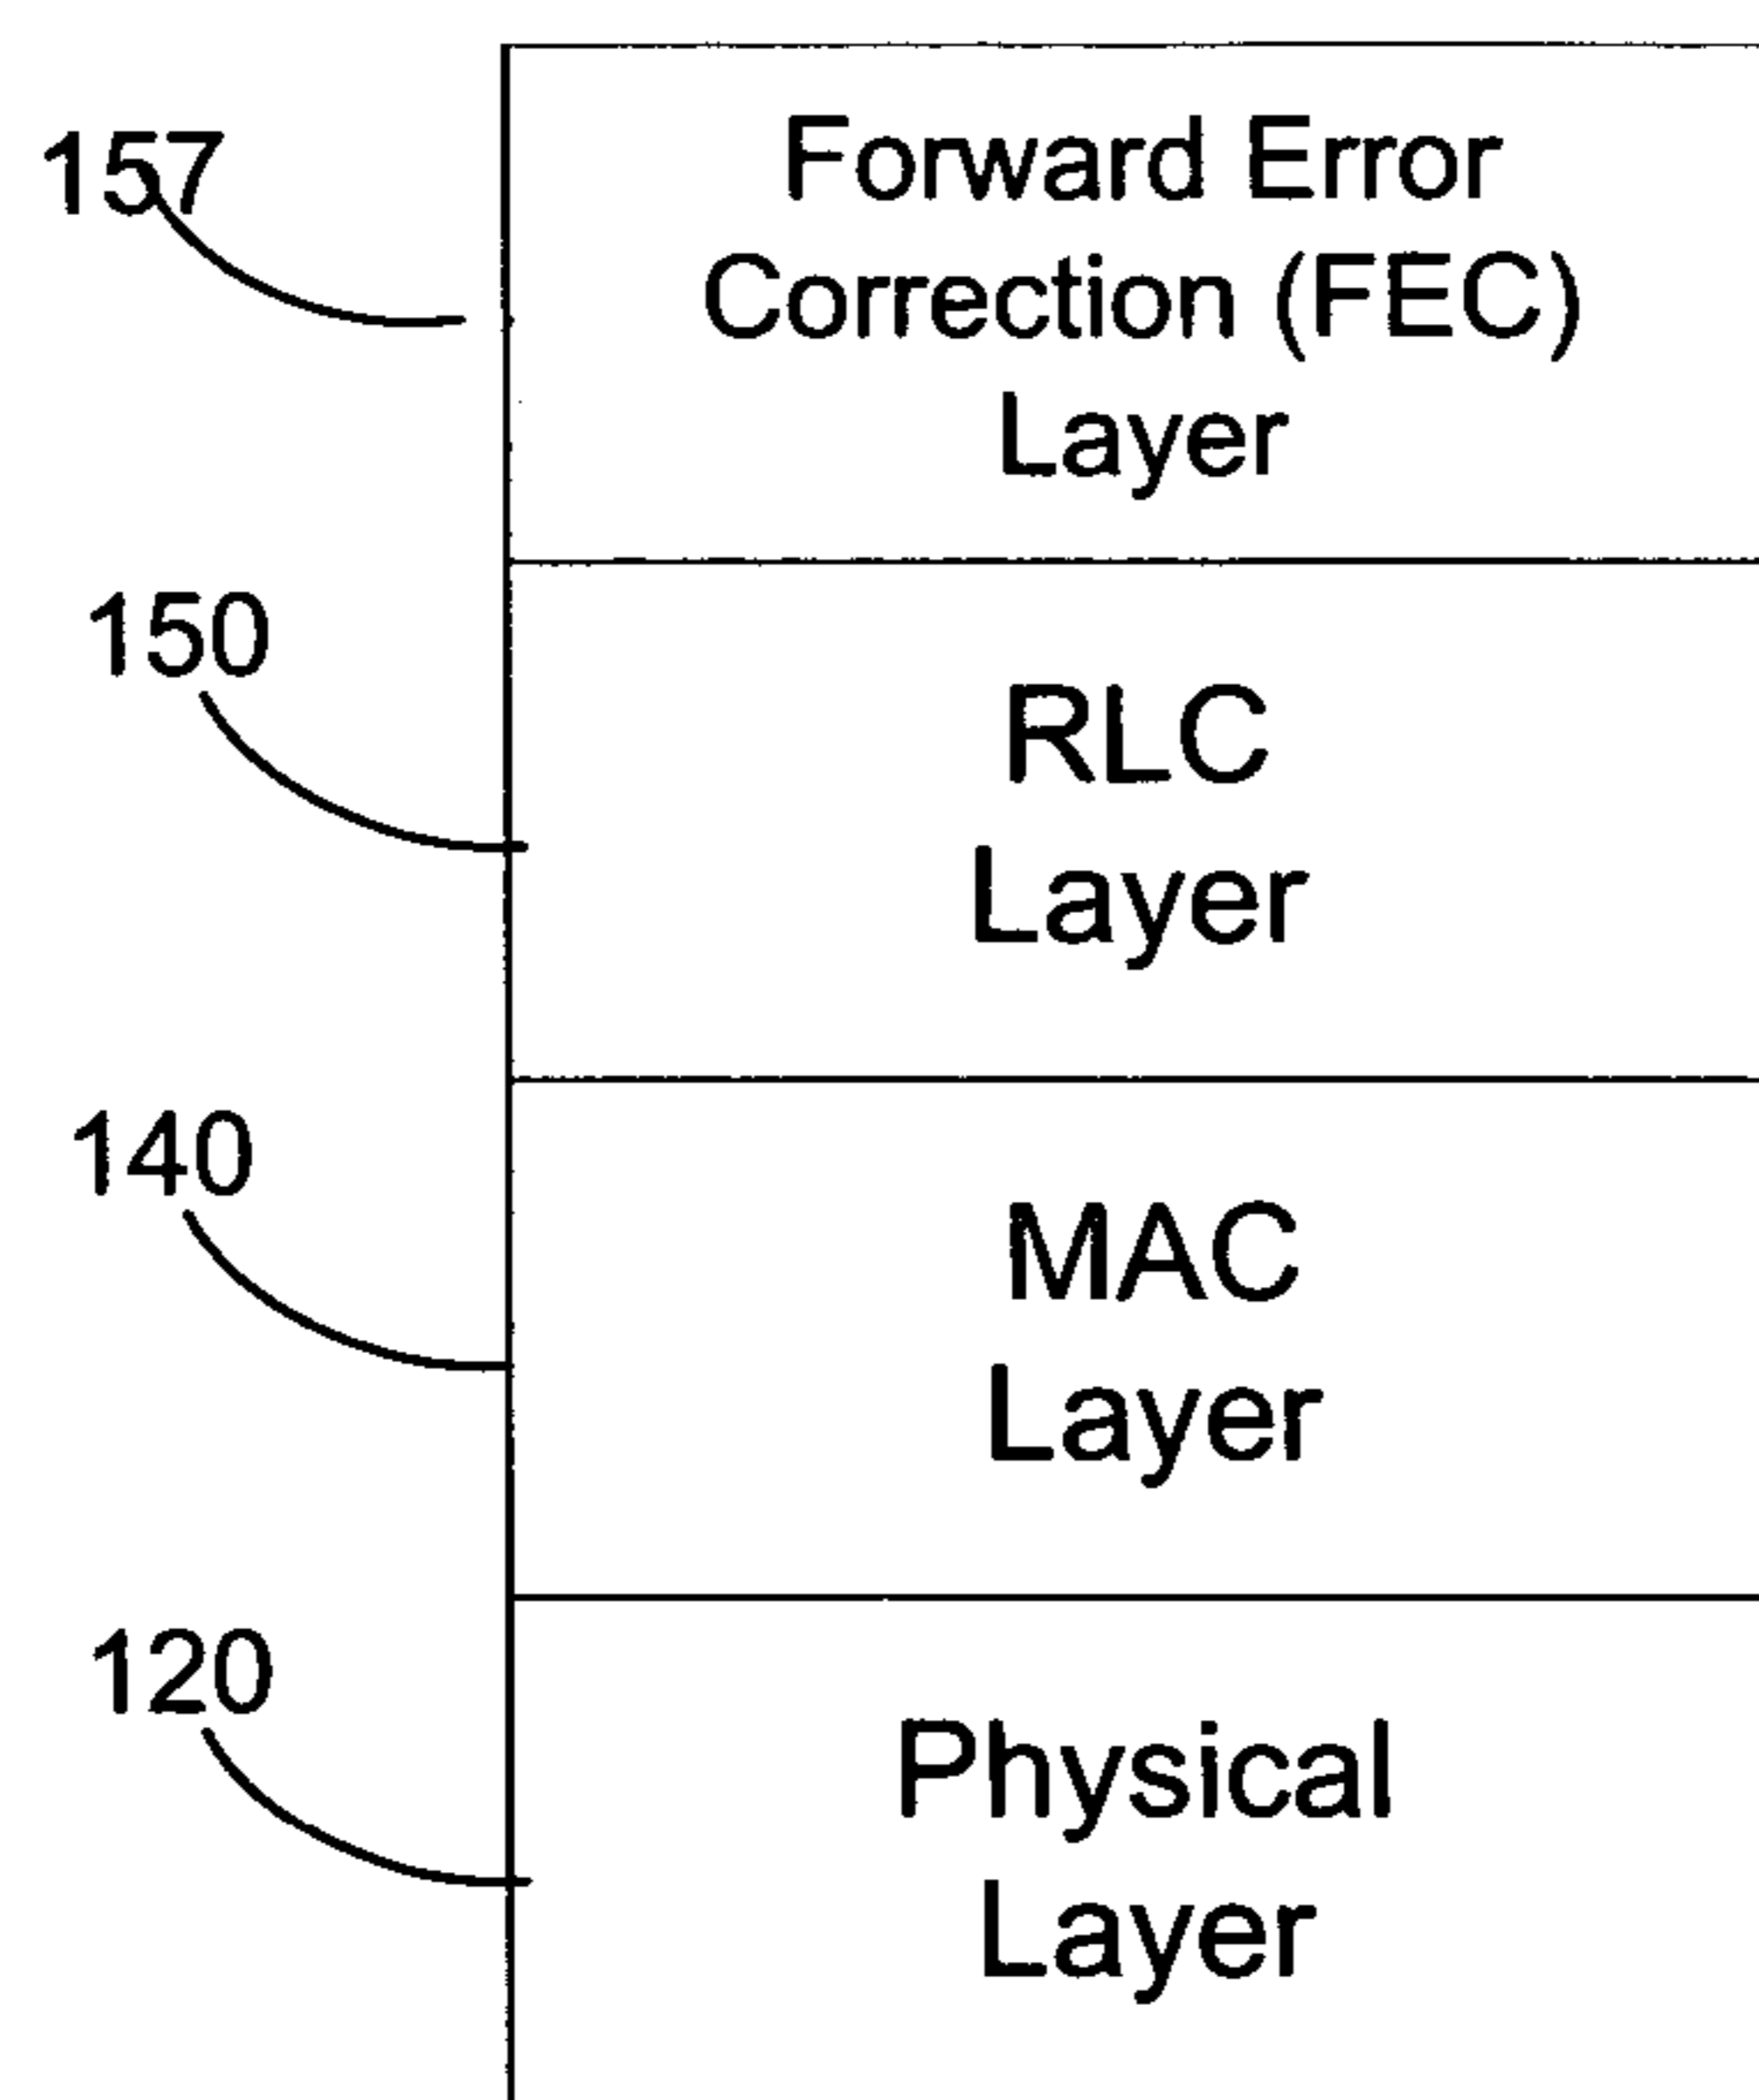 157
Forward Error
Correction (FEC)
Layer
150
RLC
Layer
140
MAC
Layer
120
Physical
Layer